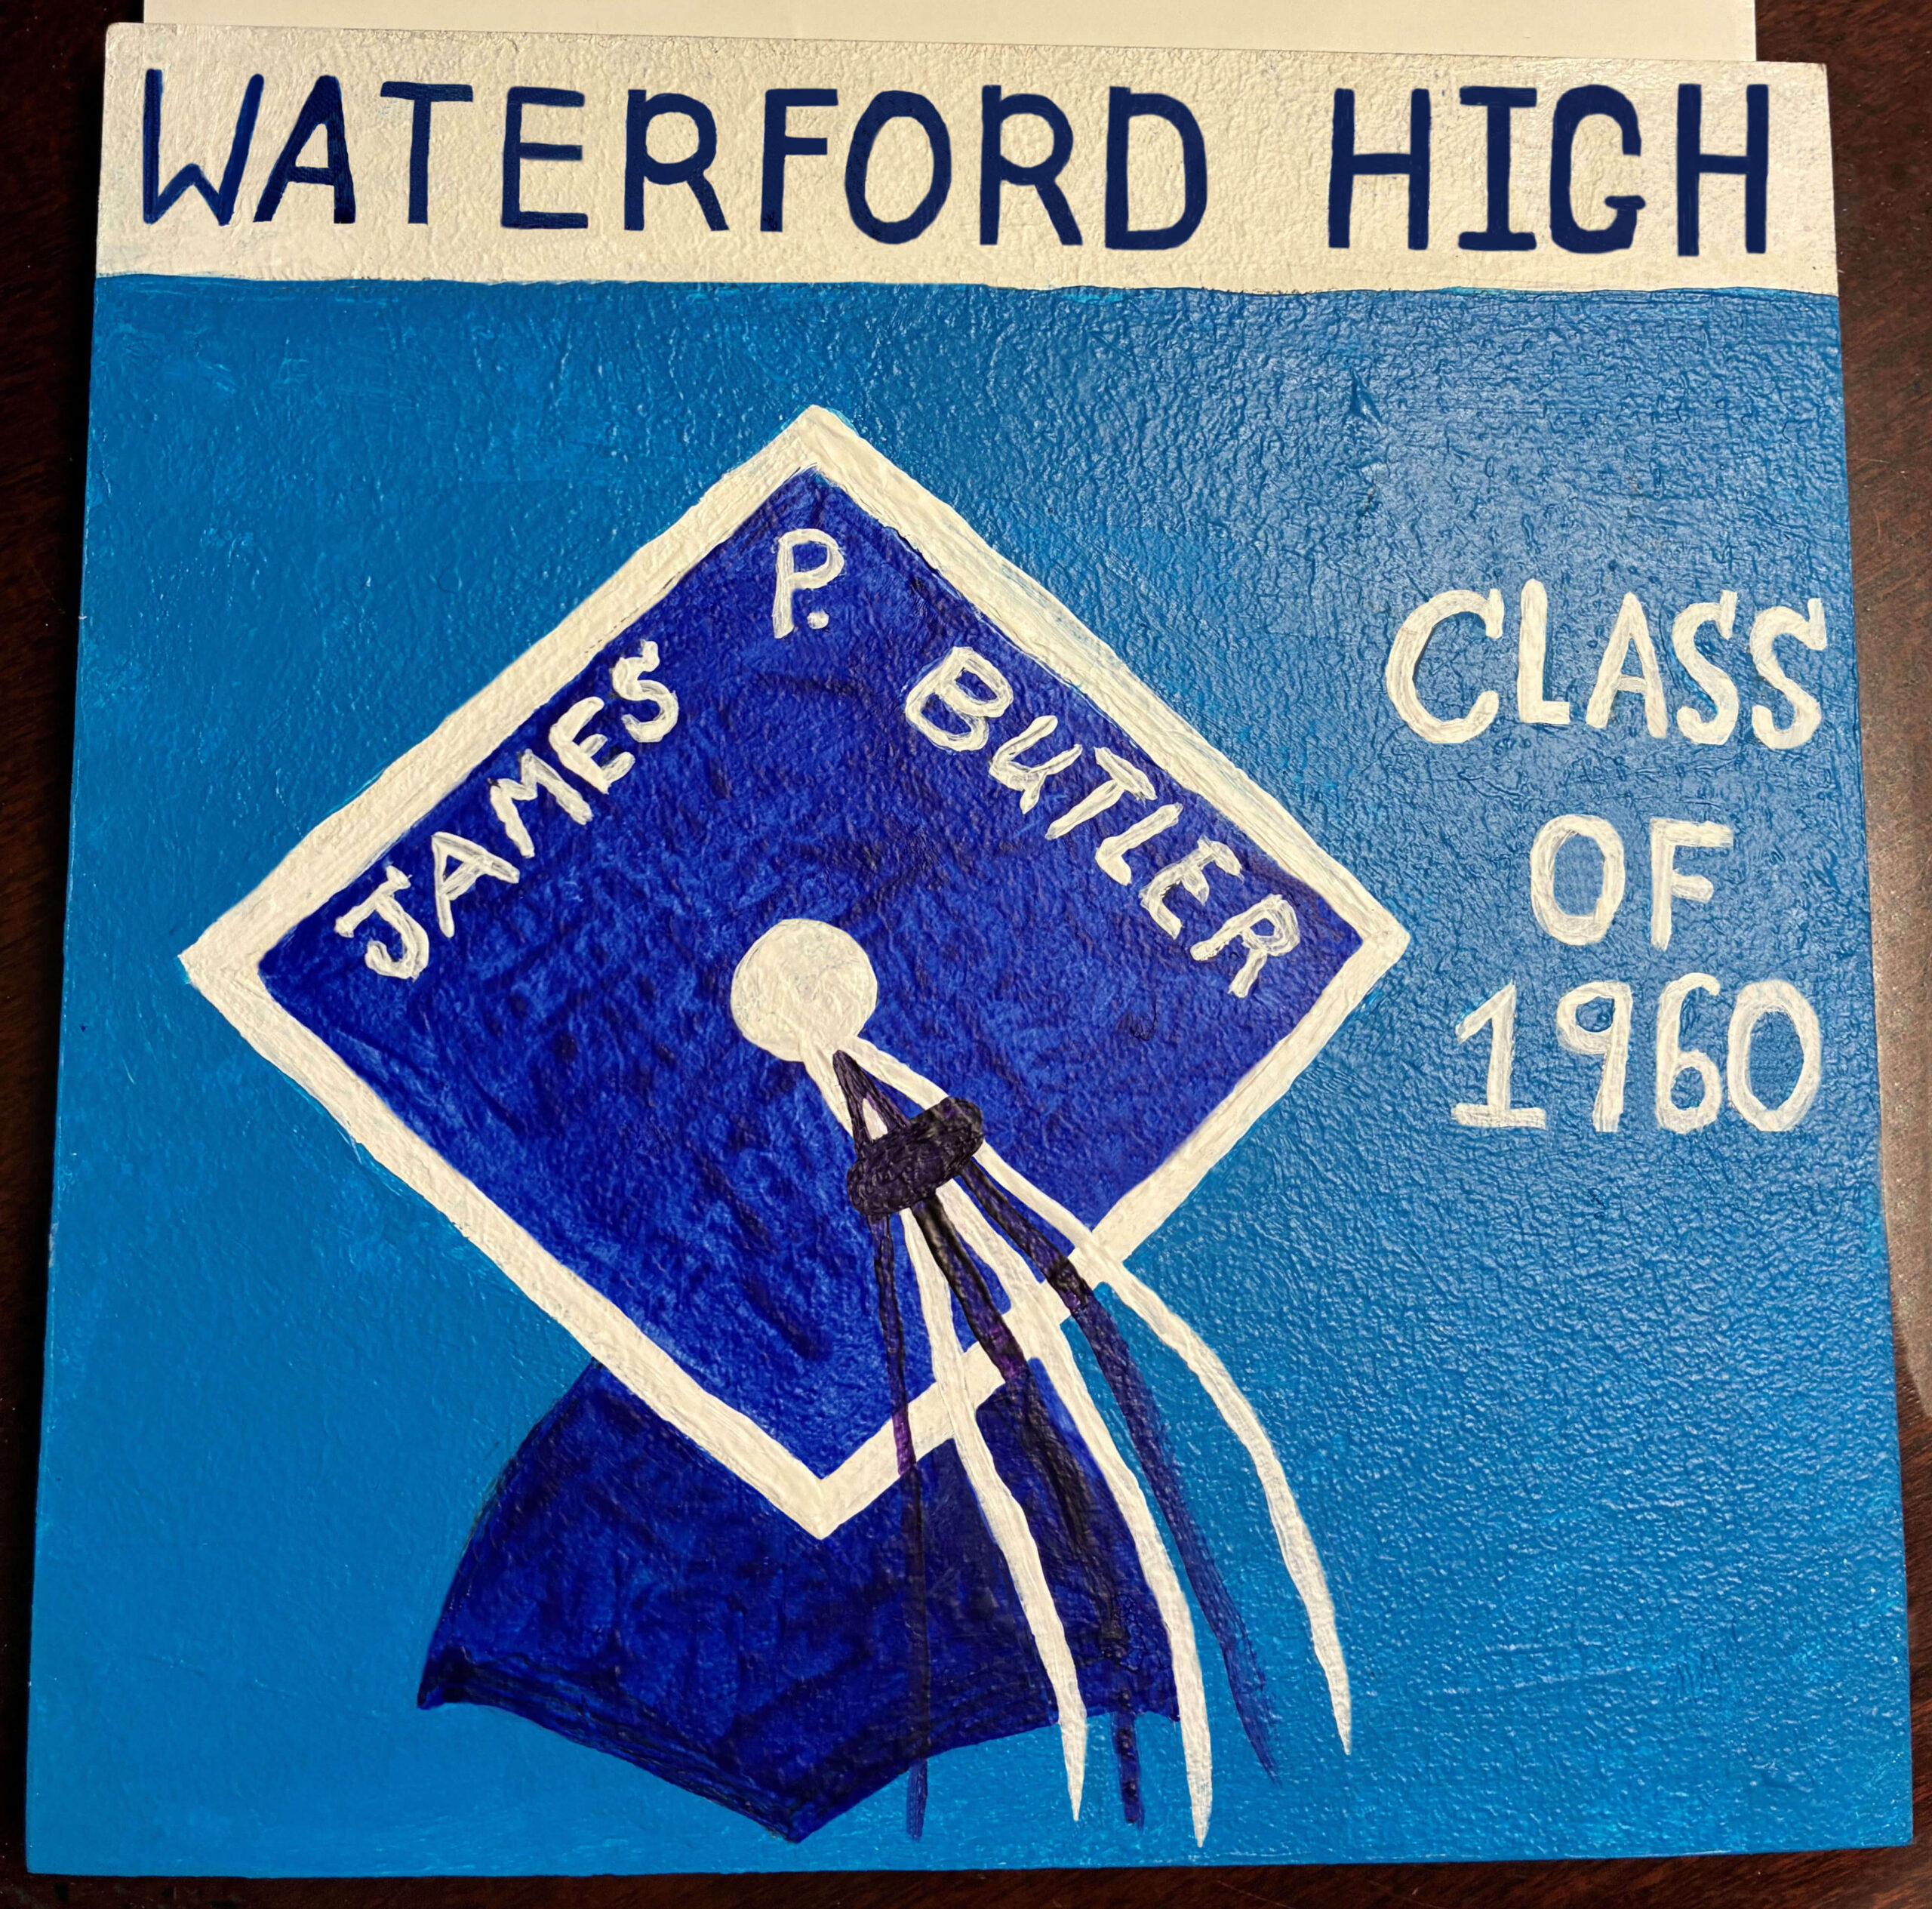 WATERFORD HIGH
JAMES P. BUTLER
CLASS
OF
1960